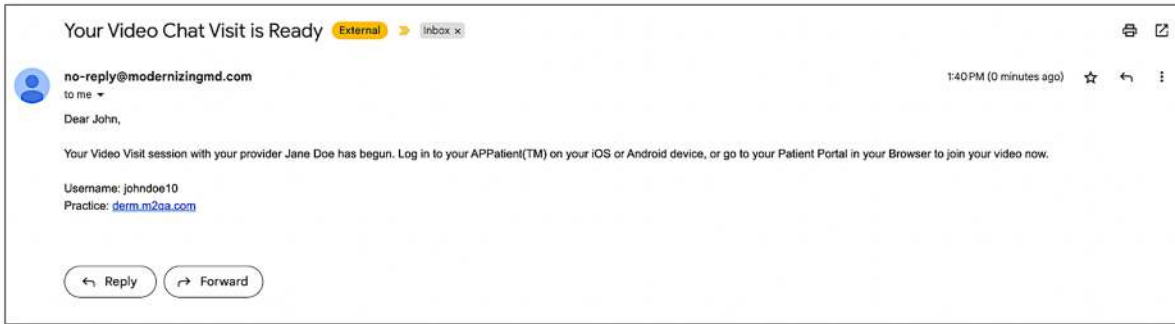 Your Video Chat Visit is Ready External Inbox x
no-reply@modernizingmd.com 1:40 PM (0 minutes ago)
to me
Dear John,
Your Video Visit session with your provider Jane Doe has begun. Log in to your APPatient(TM) on your iOS or Android device, or go to your Patient Portal in your Browser to join your video now.
Username: johndoe10
Practice: derm.m2qa.com
Reply Forward